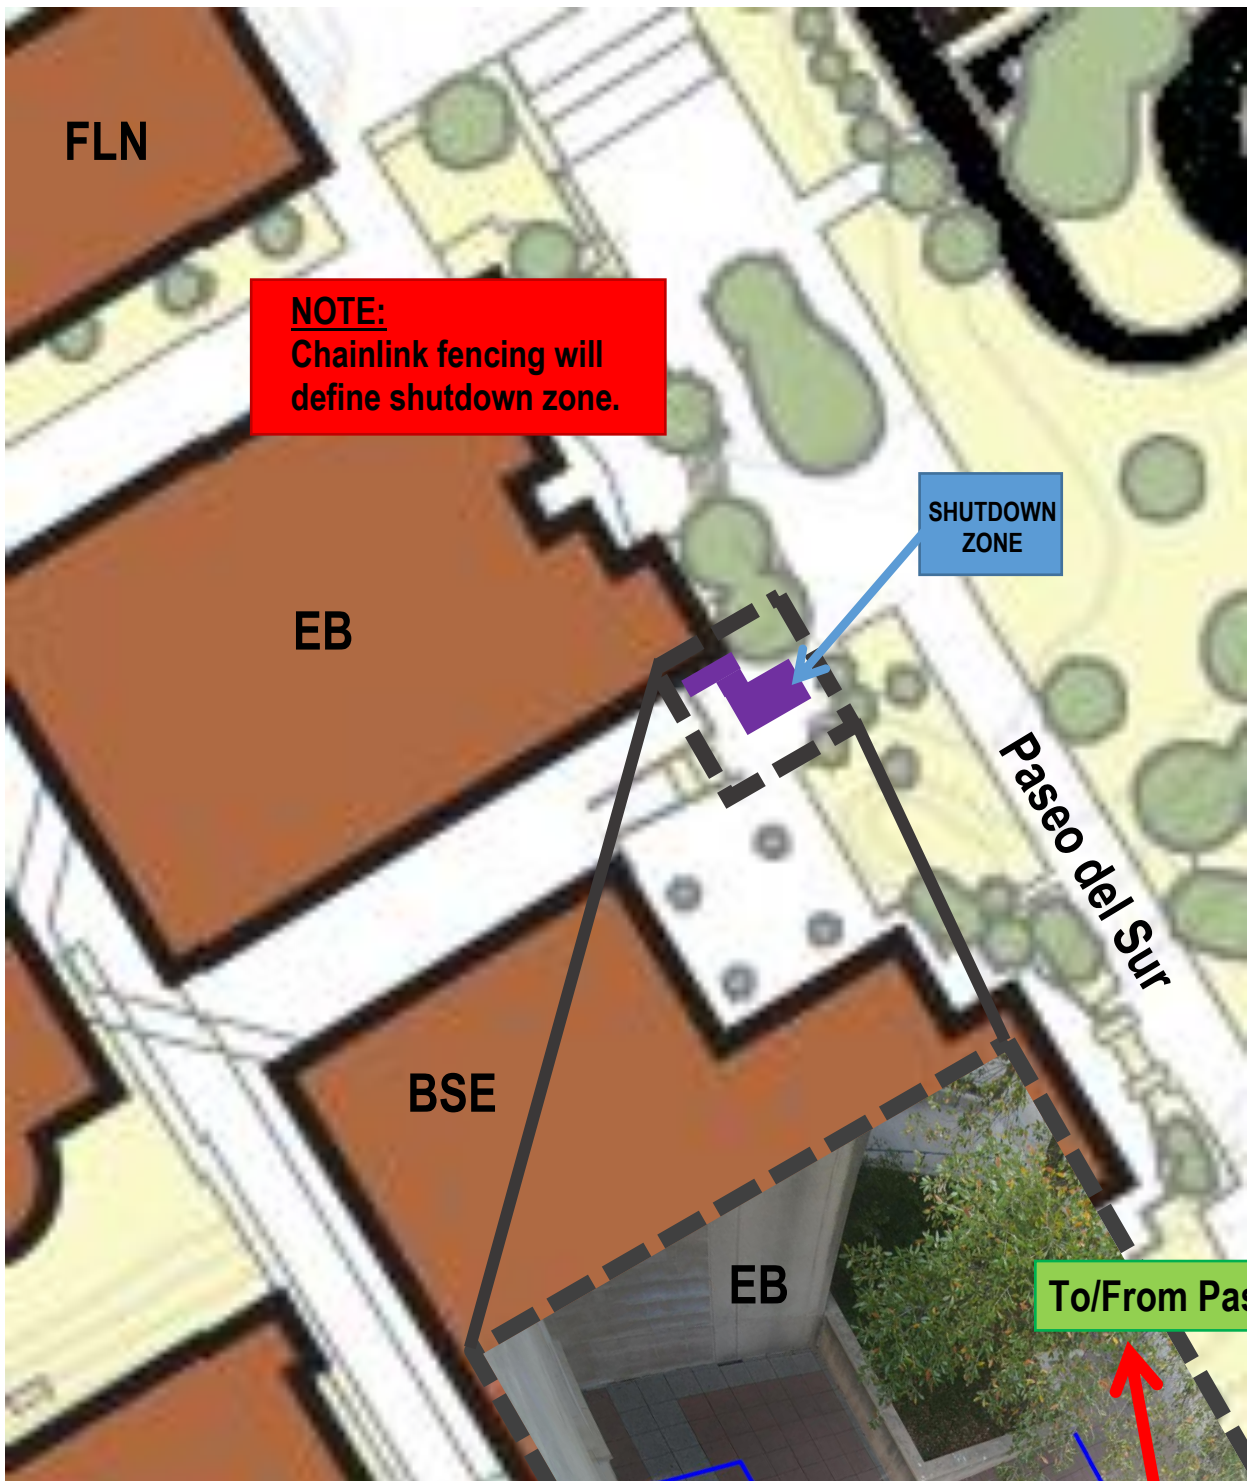 FLN
NOTE:
Chainlink fencing will
define shutdown zone.
SHUTDOWN
ZONE
EB
Paseo del Sur
BSE
EB
To/From Pas